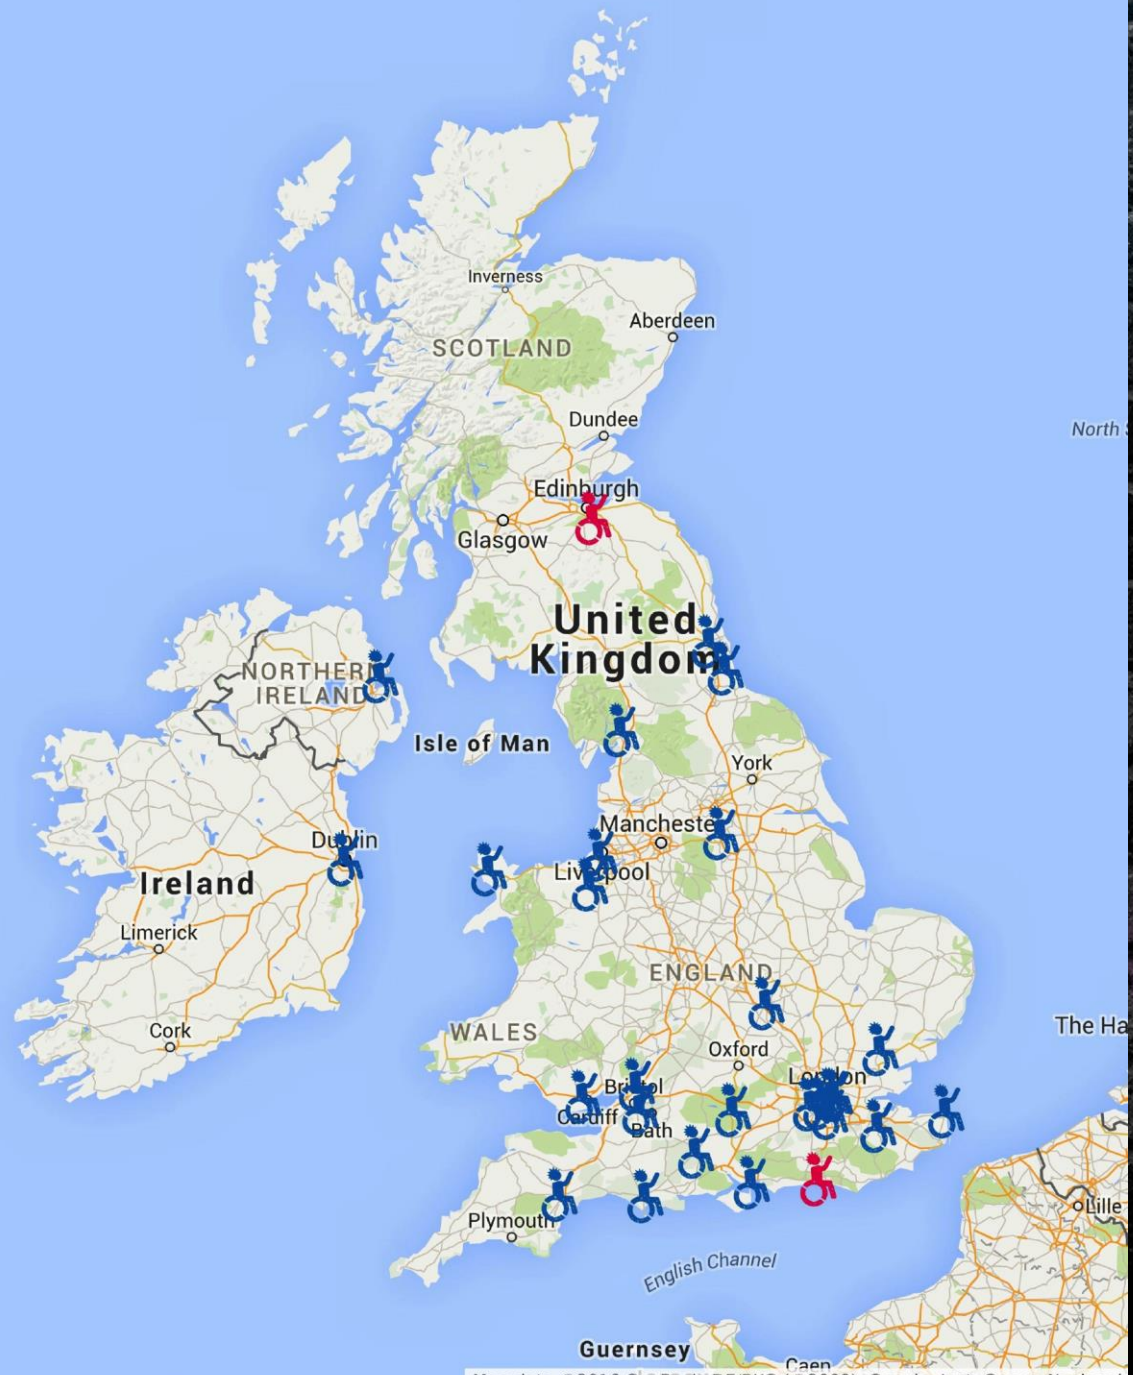 Inverness
Aberdeen
SCOTLAND
Dundee
North
Edinburgh
Glasgow
United
Kingdom
NORTHERN
IRELAND
Isle of Man
York
Manchester
Dublin
Liverpool
Ireland
Limerick
ENGLAND
Cork
WALES
The Ha
Oxford
London
Bristol
Cardiff
Bath
Lille
Plymouth
English Channel
Guernsey
Caen